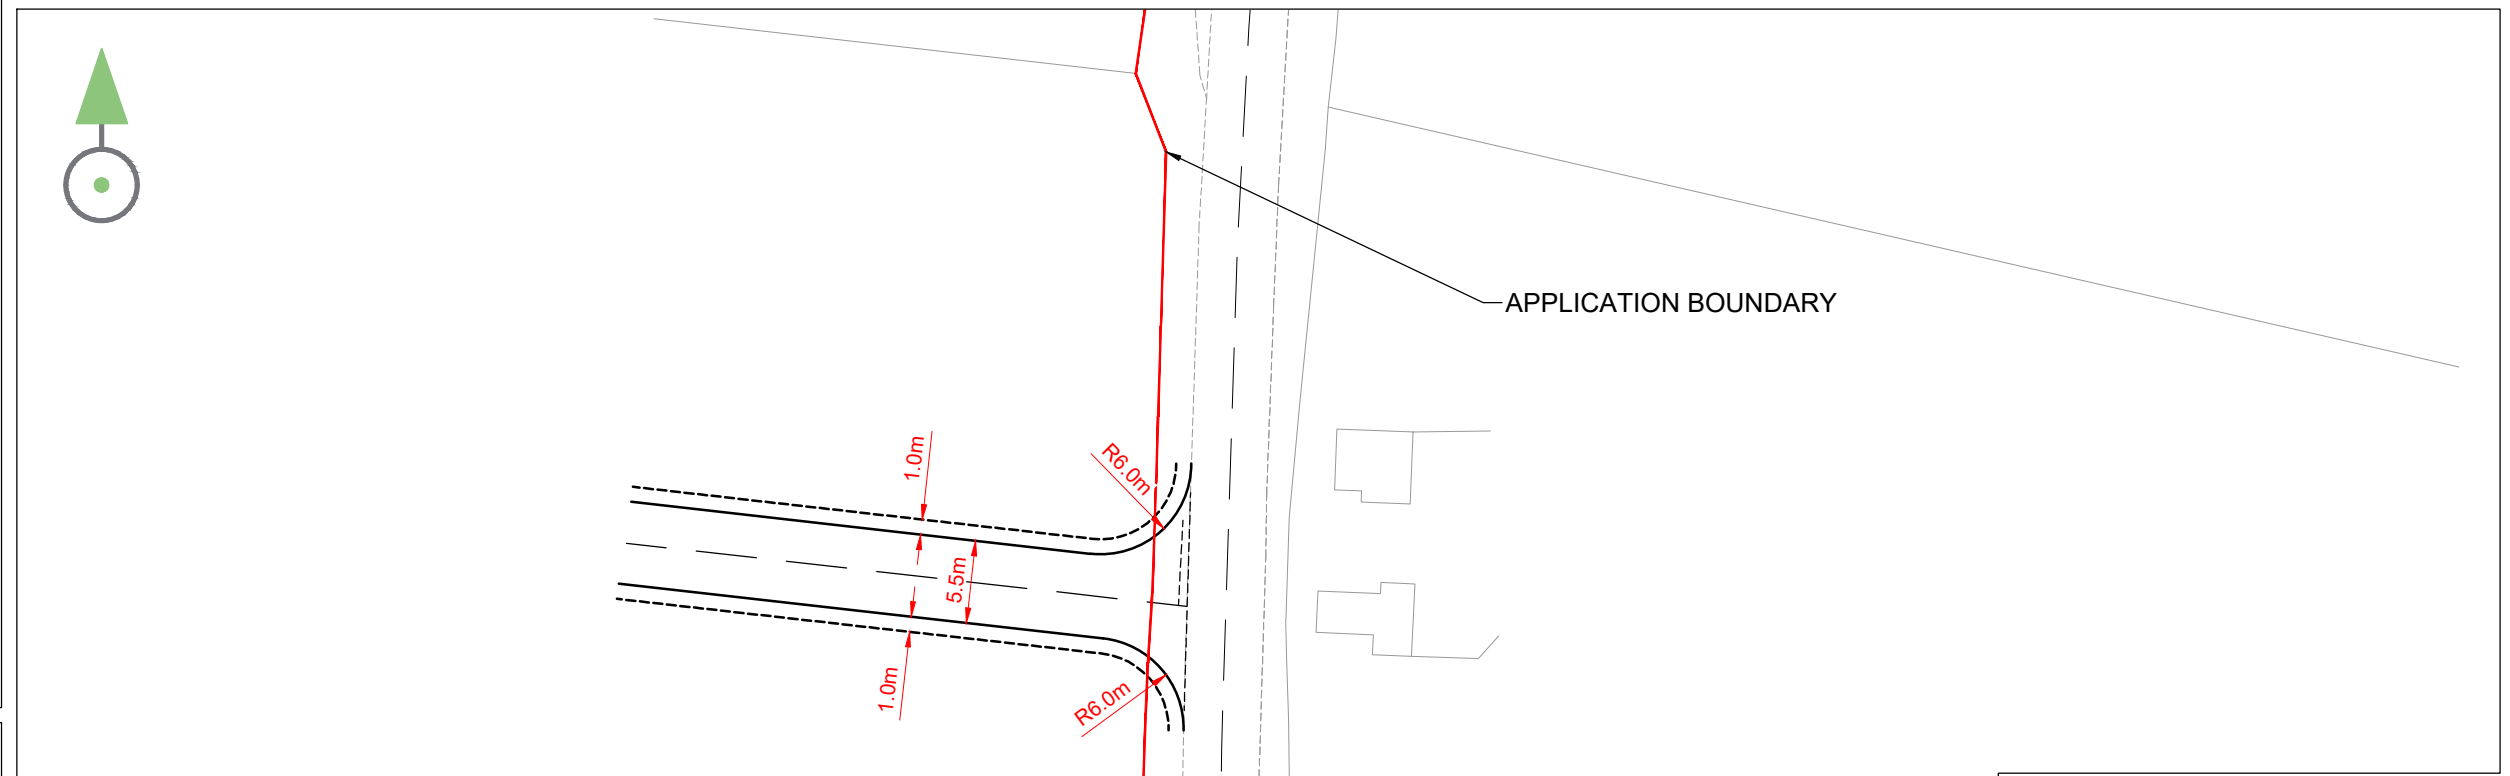 APPLICATION BOUNDARY
1.0m
R6.0m
5.5m
1.0m
R6.0m